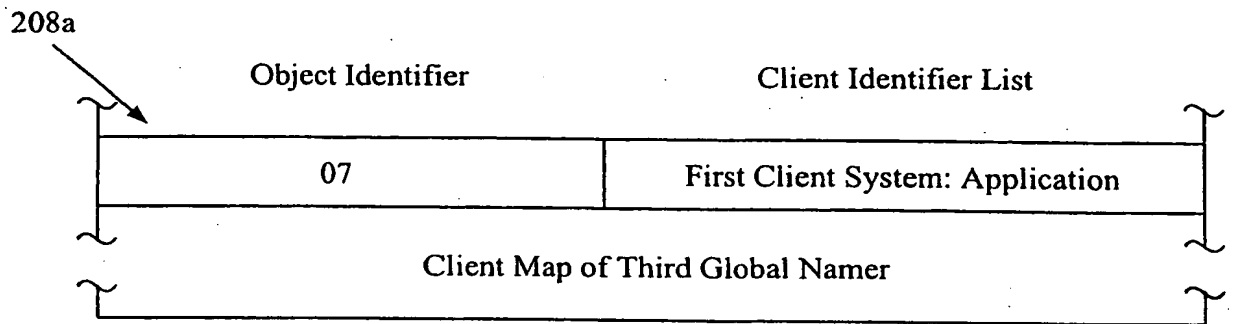 208a
Object Identifier Client Identifier List
07 First Client System: Application
Client Map of Third Global Namer